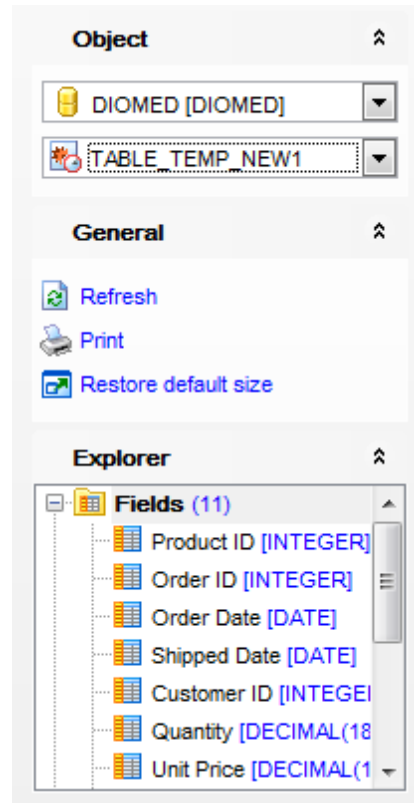 Object
DIOMED [DIOMED]
TABLE_TEMP_NEW1
General
Refresh
Print
Restore default size
Explorer
Fields (11)
Product ID [INTEGER]
Order ID [INTEGER]
Order Date [DATE]
Shipped Date [DATE]
Customer ID [INTEGE
Quantity [DECIMAL(18
Unit Price [DECIMAL(1